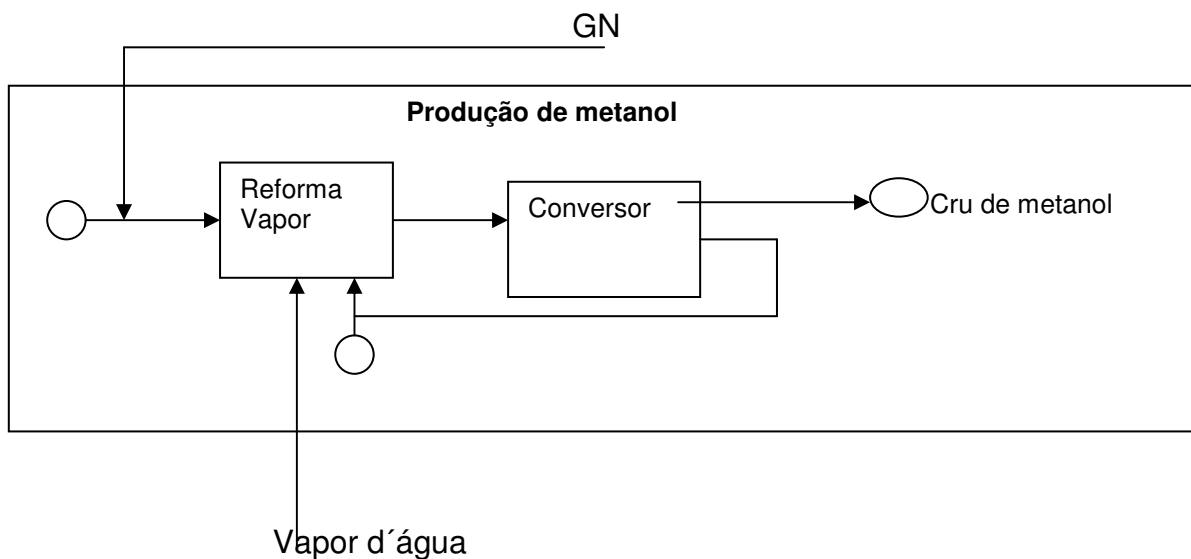 GN
Produção de metanol
Reforma
Vapor
Conversor
Cru de metanol
Vapor d´água